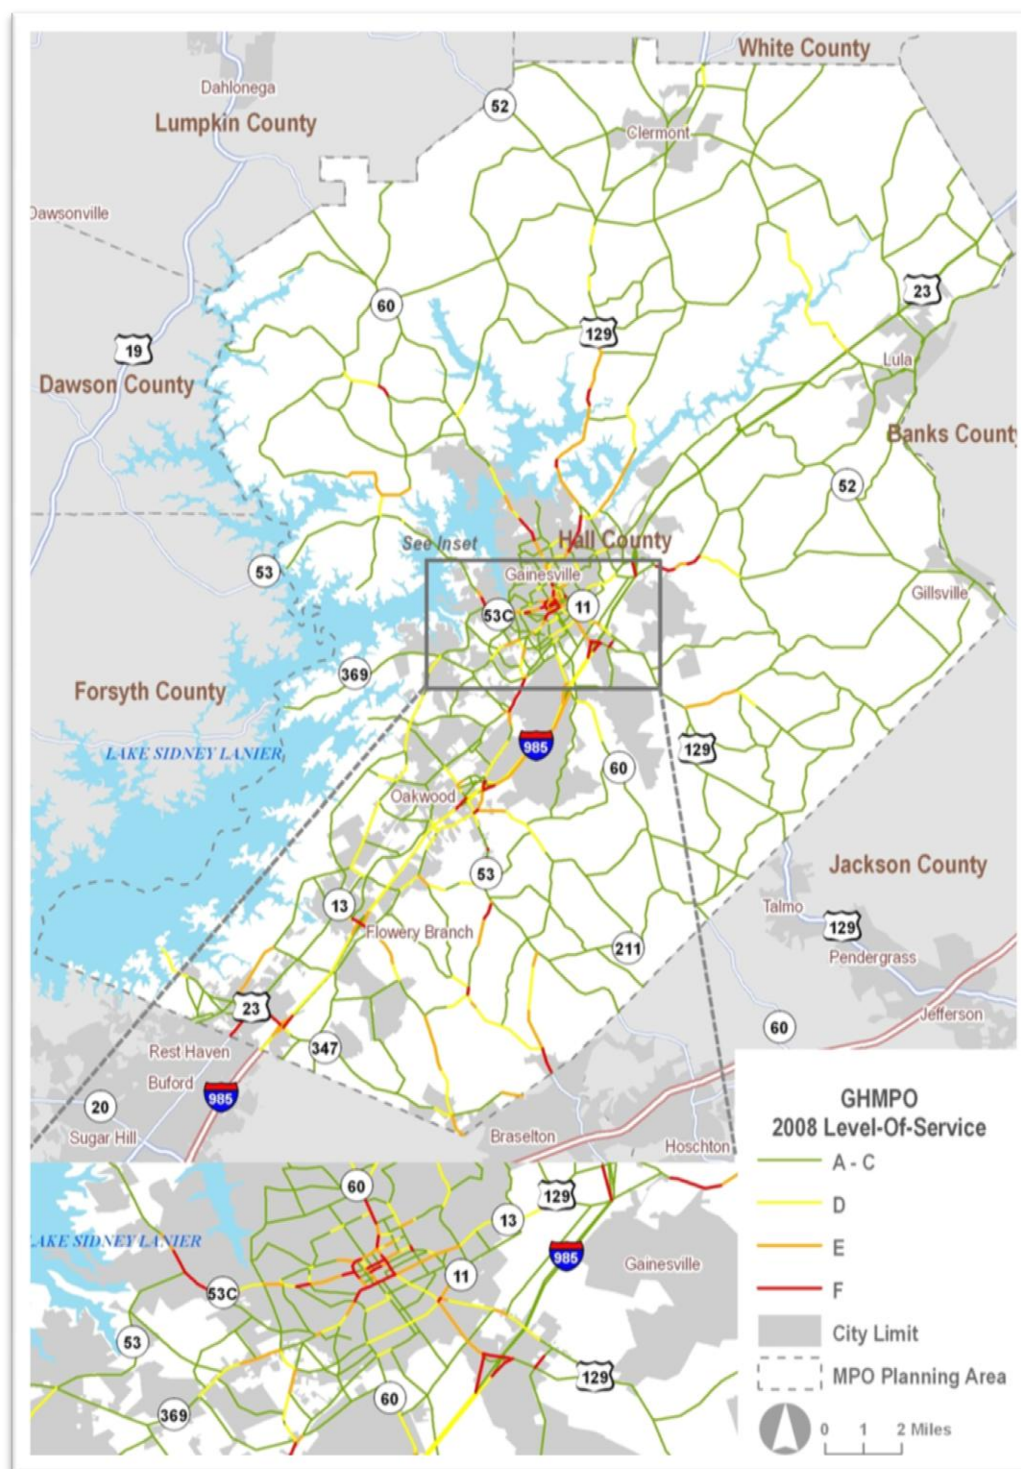 White County
Dahlonega
52
Lumpkin County
Clermont
Dawsonville
60
23
129
19
Lula
Dawson County
Banks County
52
See Inset
Hall County
53
Gainesville
Gillsville
53C
11
369
Forsyth County
985
129
LAKE SIDNEY LANIER
60
Oakwood
Jackson County
53
13
Talmo
129
Flowery Branch
211
Pendergrass
23
Jefferson
60
347
Rest Haven
Buford
985
20
Sugar Hill
Braselton
Hoschton
GHMPO
2008 Level-Of-Service
A - C
D
E
F
City Limit
MPO Planning Area
0 1 2 Miles
60
129
13
LAKE SIDNEY LANIER
985
Gainesville
11
53C
53
129
60
369